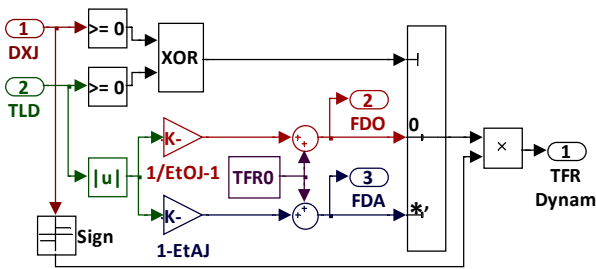 1
DXJ
>= 0
XOR
2
TLD
>= 0
K-
1/EtOJ-1
|u|
TFR0
K-
1-EtAJ
Sign
++
++
2
FDO
3
FDA
0
*,
×
1
TFR
Dynam